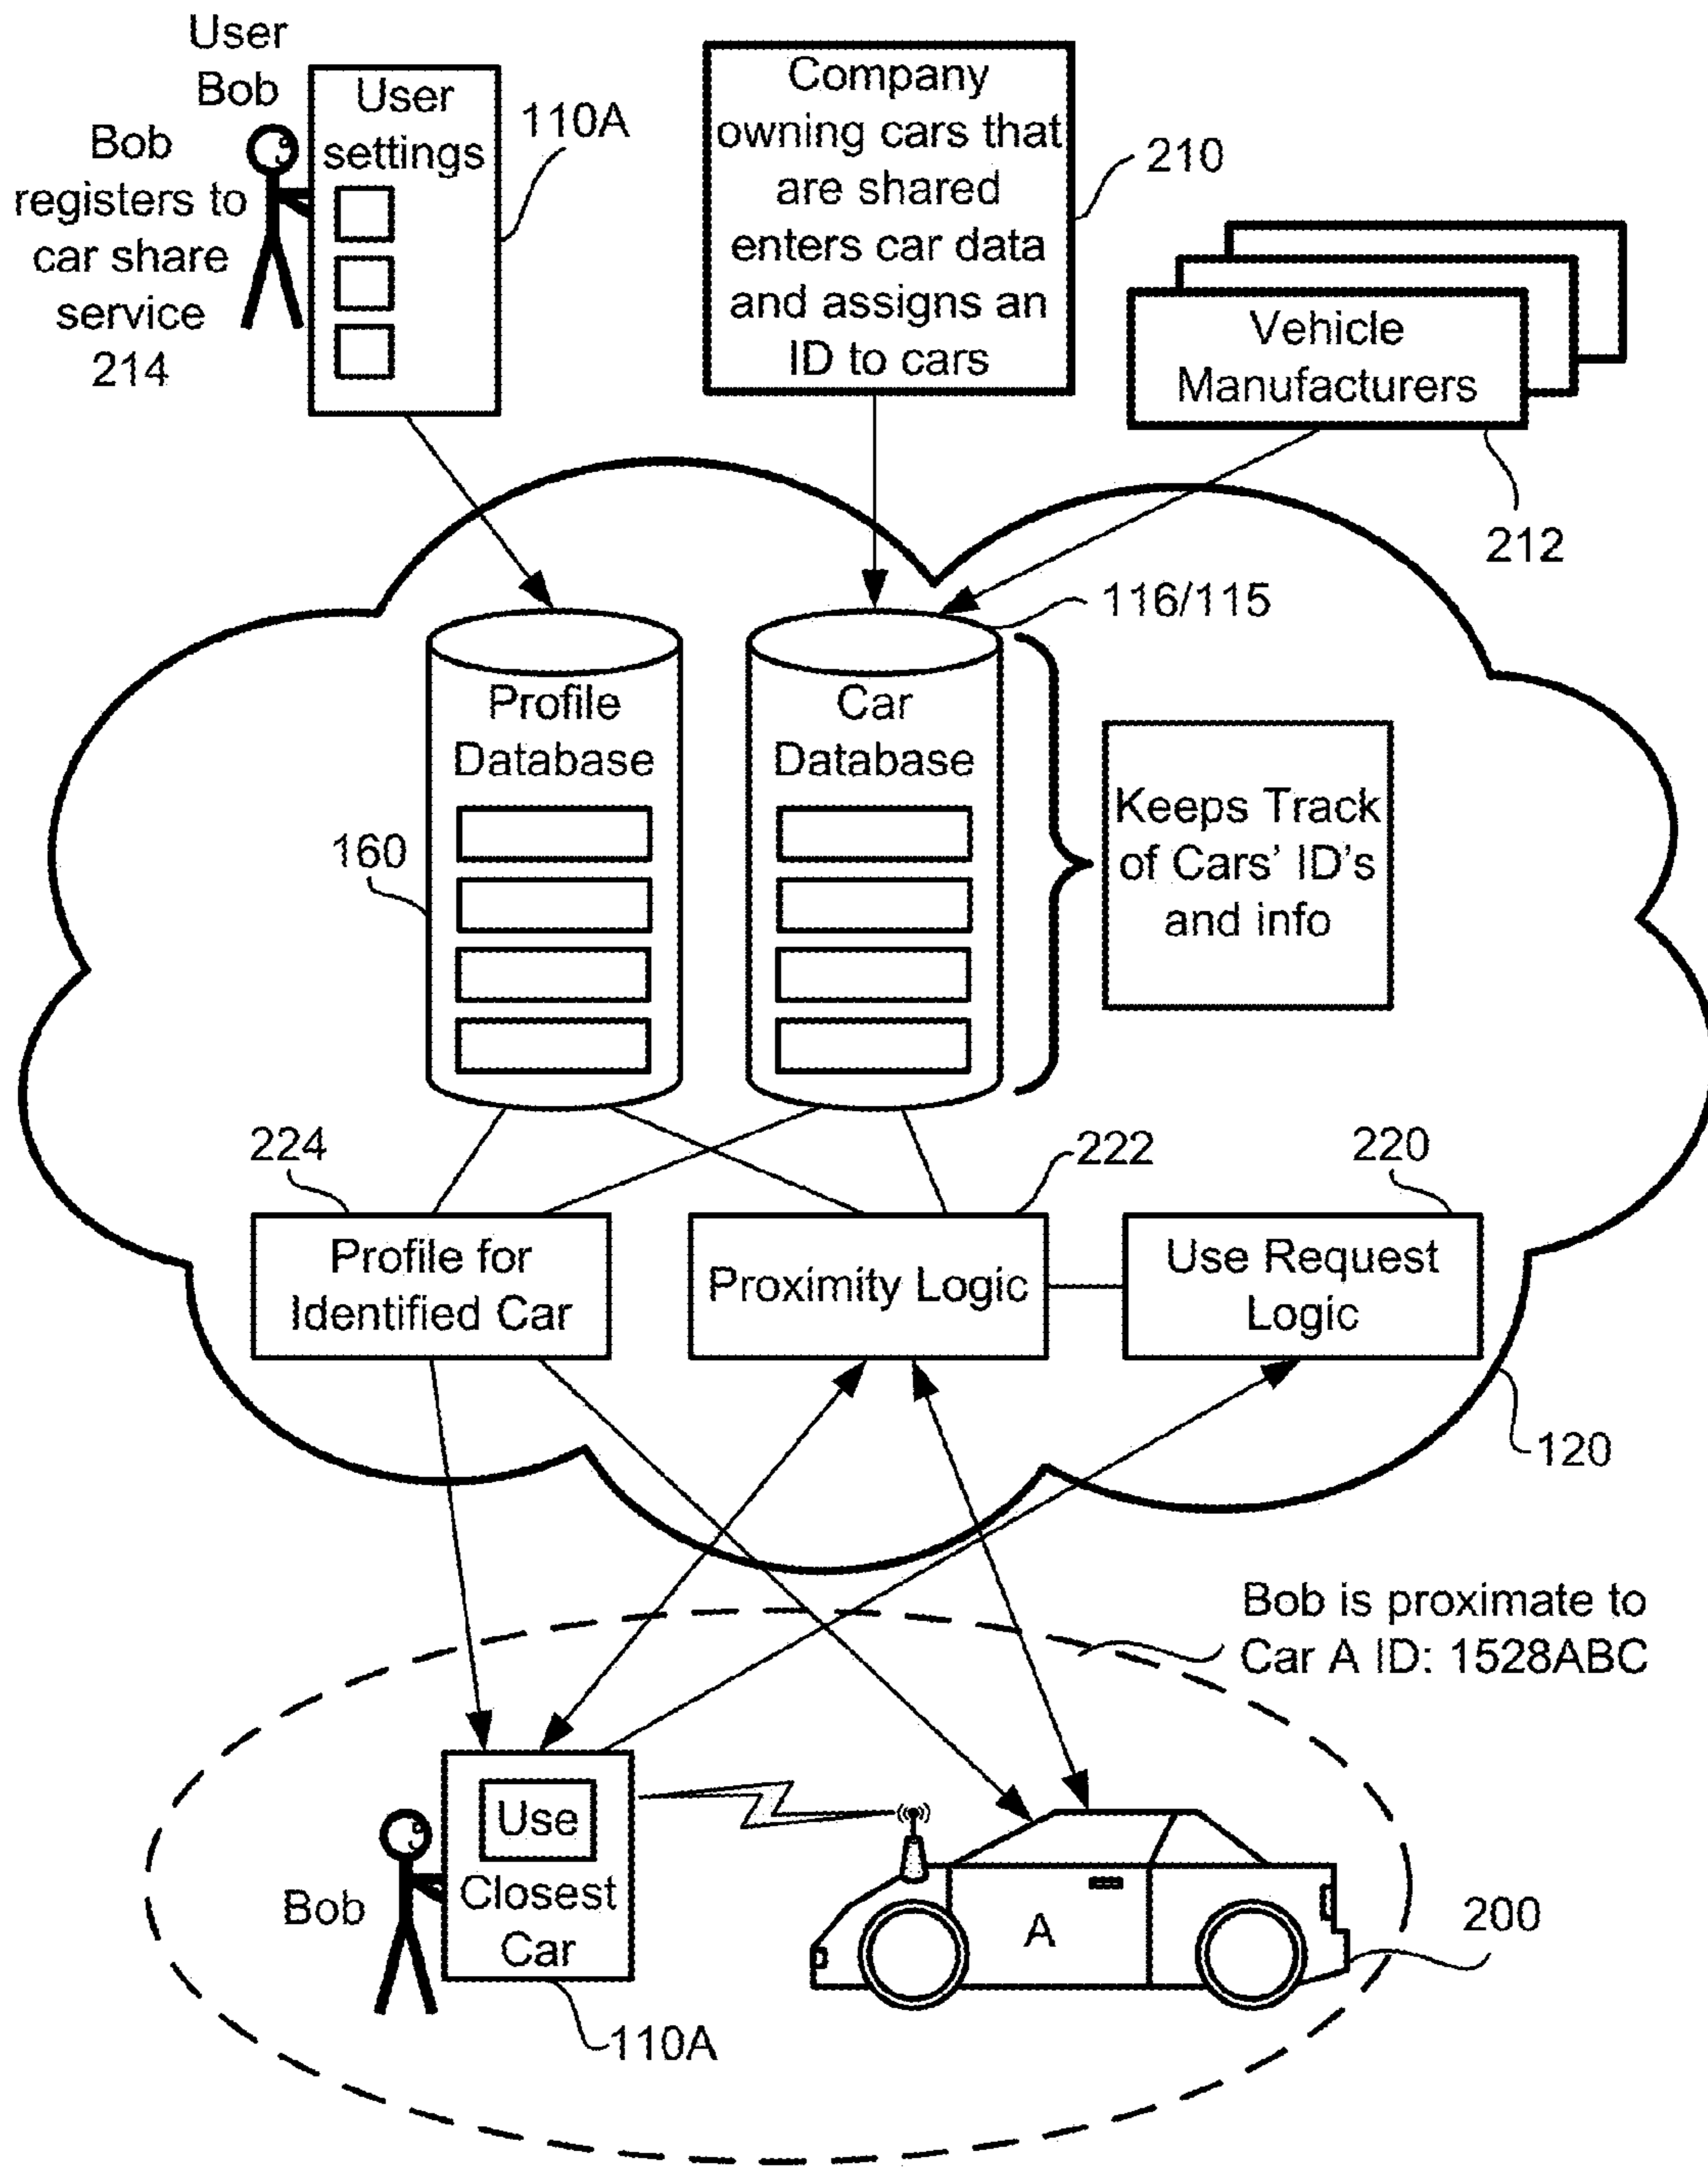 User
Bob
Bob
registers to
car share
service
214
User
settings
110A
Company
owning cars that
are shared
enters car data
and assigns an
ID to cars
210
Vehicle
Manufacturers
212
116/115
Profile
Database
Car
Database
160
Keeps Track
of Cars' ID's
and info
224
222
220
Profile for
Identified Car
Proximity Logic
Use Request
Logic
120
Bob is proximate to
Car A ID: 1528ABC
Bob
Use
Closest
Car
A
200
110A